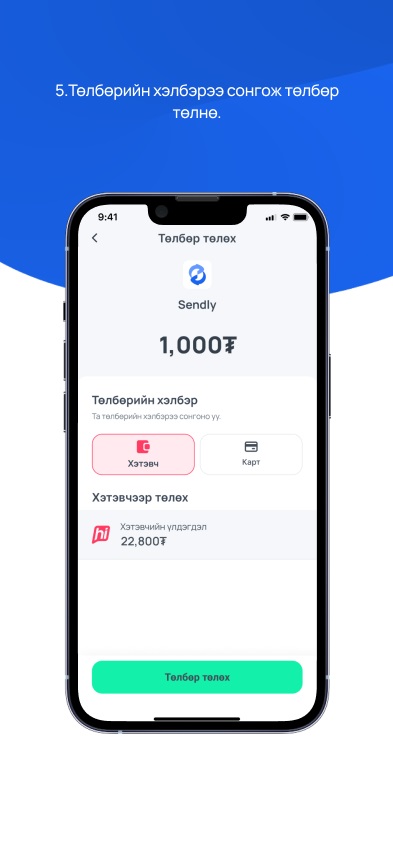 5.Төлбөрийн хэлбэрээ сонгож төлбөр
төлнө.
9:41
Төлбөр төлөх
Sendly
1,000₮
Төлбөрийн хэлбэр
Та төлбөрийн хэлбэрээ сонгоно уу.
Хэтэвч
Карт
Хэтэвчээр төлөх
hi
Хэтэвчийн үлдэгдэл
22,800₮
Төлбөр төлөх